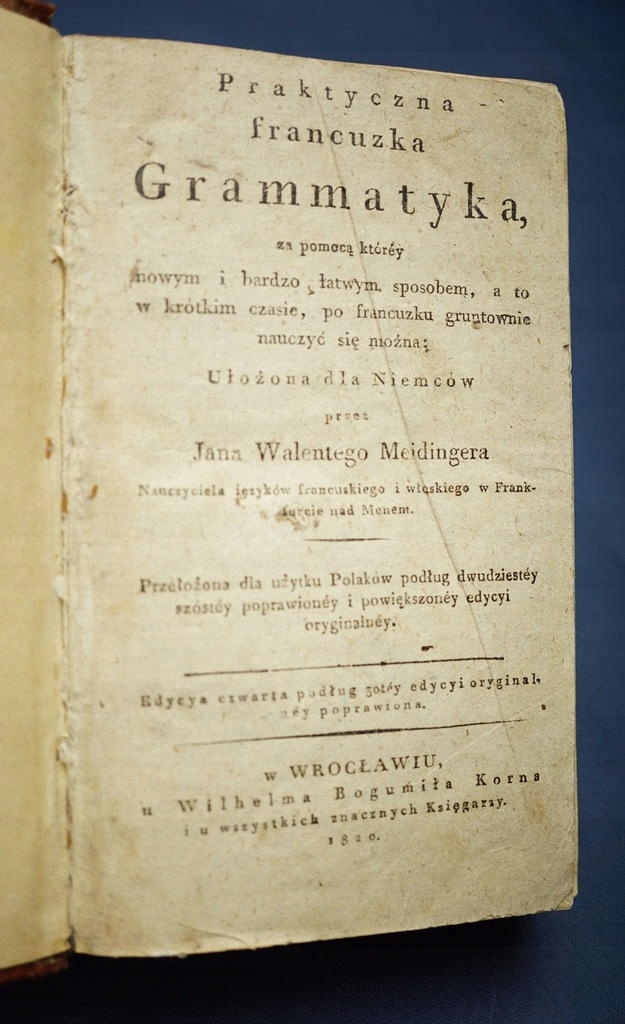 Praktyczna
francuzka
Grammatyka,
za pomocą któréy
nowym i bardzo łatwym sposobem, a to
w krótkim czasie, po francuzku gruntownie
nauczyć się można;
Ułożona dla Niemców
przez
Jana Walentego Meidingera
Nauczyciela ięzyków francuskiego i włoskiego w Frank-
furcie nad Menem.
Przełożona dla użytku Polaków podług dwudziestéy
szóstéy poprawionéy i powiększonéy edycyi
oryginalnéy.
Edycya czwarta podług 30téy edycyi oryginal-
néy poprawiona.
w WROCŁAWIU,
u Wilhelma Bogumiła Korna
i u wszystkich znacznych Księgarzy.
1820.